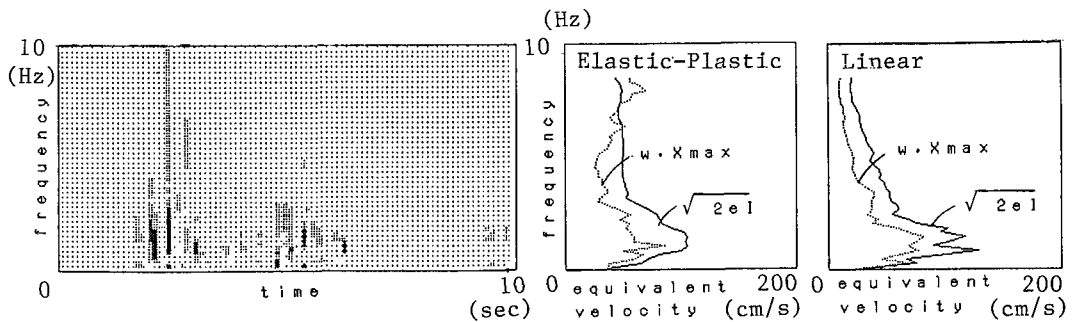 10
(Hz)
frequency
0
time
10
(sec)
(Hz)
10
frequency
Elastic-Plastic
w・Xmax
√2el
0
equivalent
velocity
200
(cm/s)
Linear
w・Xmax
√2el
0
equivalent
velocity
200
(cm/s)